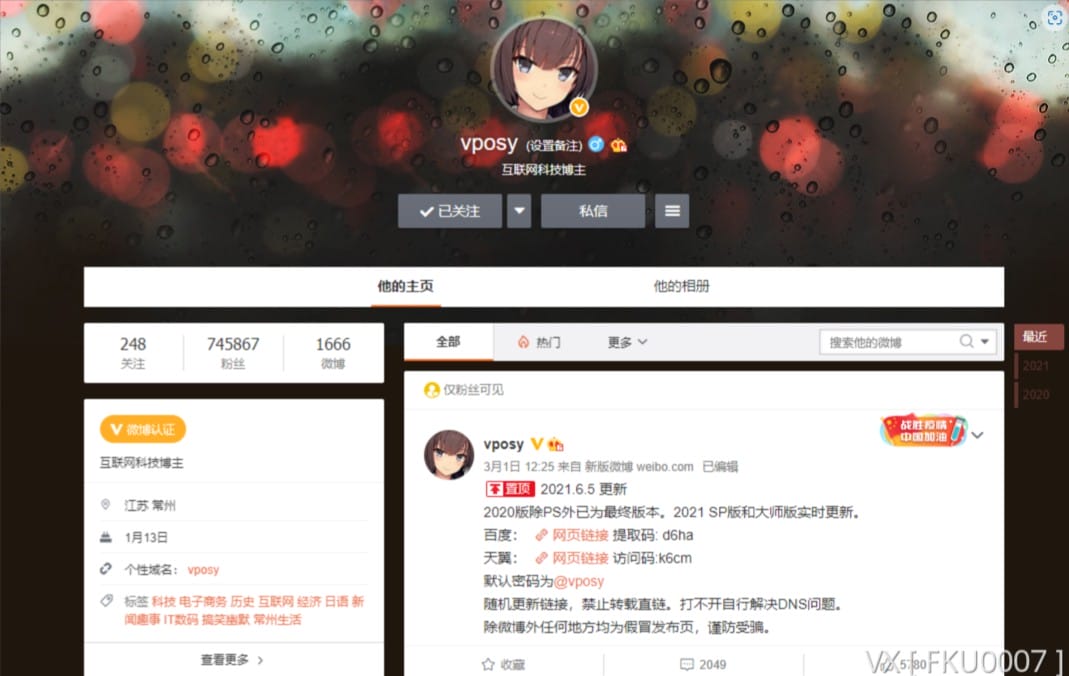 vposy (设置备注)
互联网科技博主
已关注
私信
他的主页
他的相册
248
关注
745867
粉丝
1666
微博
全部
热门
更多
搜索他的微博
最近
2021
2020
V 微博认证
互联网科技博主
江苏 常州
1月13日
个性域名: vposy
标签 科技 电子商务 历史 互联网 经济 日语 新
闻趣事 IT数码 搞笑幽默 常州生活
查看更多
仅粉丝可见
vposy
战胜疫情
中国加油
3月1日 12:25 来自 新版微博 weibo.com 已编辑
置顶 2021.6.5 更新
2020版除PS外已为最终版本。2021 SP版和大师版实时更新。
百度: 网页链接 提取码: d6ha
天翼: 网页链接 访问码:k6cm
默认密码为@vposy
随机更新链接，禁止转载直链。打不开自行解决DNS问题。
除微博外任何地方均为假冒发布页，谨防受骗。
收藏
2049
5780
VX [ FKU0007 ]